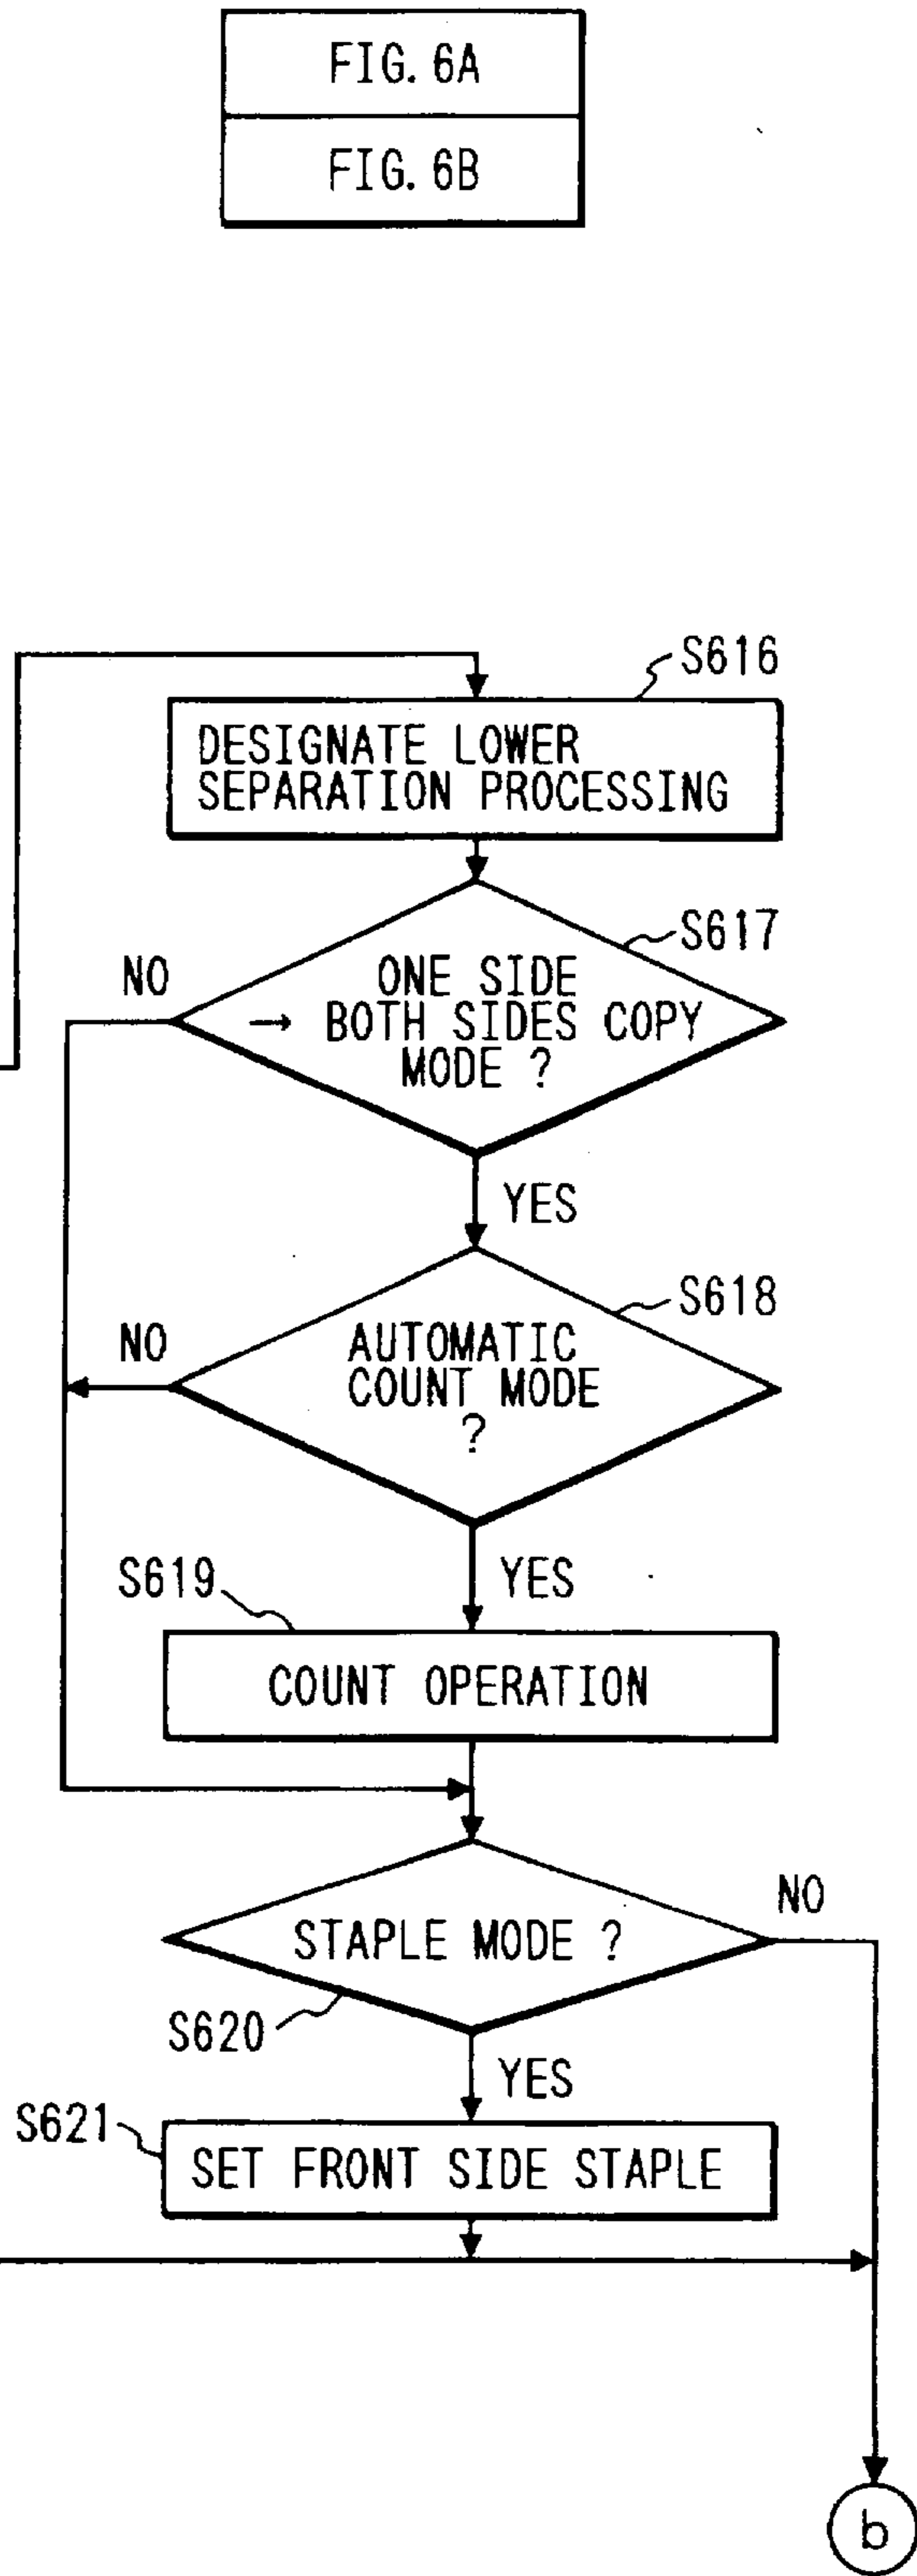 FIG. 6A
FIG. 6B
S616
DESIGNATE LOWER
SEPARATION PROCESSING
S617
NO
ONE SIDE
→ BOTH SIDES COPY
MODE ?
YES
S618
NO
AUTOMATIC
COUNT MODE
?
YES
S619
COUNT OPERATION
NO
STAPLE MODE ?
S620
YES
S621
SET FRONT SIDE STAPLE
b